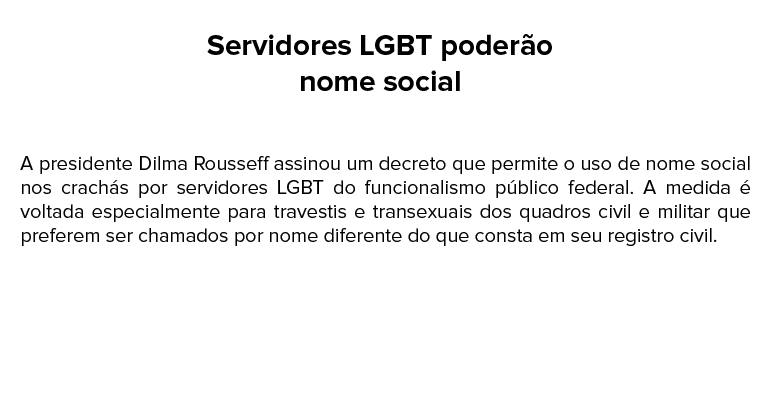 Servidores LGBT poderão
nome social
A presidente Dilma Rousseff assinou um decreto que permite o uso de nome social
nos crachás por servidores LGBT do funcionalismo público federal. A medida é
voltada especialmente para travestis e transexuais dos quadros civil e militar que
preferem ser chamados por nome diferente do que consta em seu registro civil.